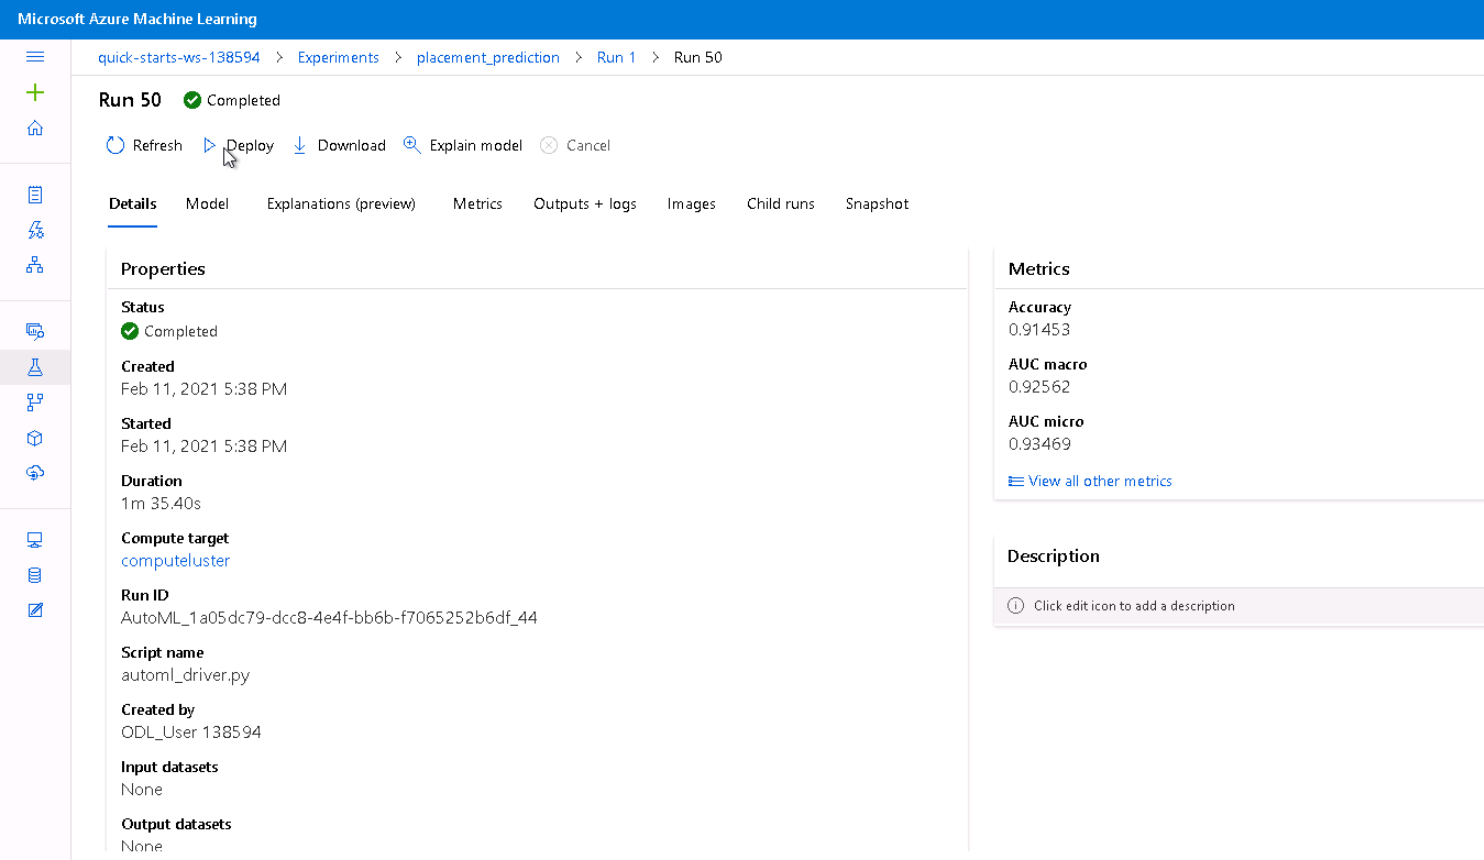 Microsoft Azure Machine Learning
quick-starts-ws-138594 > Experiments > placement_prediction > Run 1 > Run 50
Run 50 Completed
Refresh Deploy Download Explain model Cancel
Details Model Explanations (preview) Metrics Outputs + logs Images Child runs Snapshot
Properties
Status
Completed
Created
Feb 11, 2021 5:38 PM
Started
Feb 11, 2021 5:38 PM
Duration
1m 35.40s
Compute target
computeluster
Run ID
AutoML_1a05dc79-dcc8-4e4f-bb6b-f7065252b6df_44
Script name
automl_driver.py
Created by
ODL_User 138594
Input datasets
None
Output datasets
None
Metrics
Accuracy
0.91453
AUC macro
0.92562
AUC micro
0.93469
View all other metrics
Description
Click edit icon to add a description